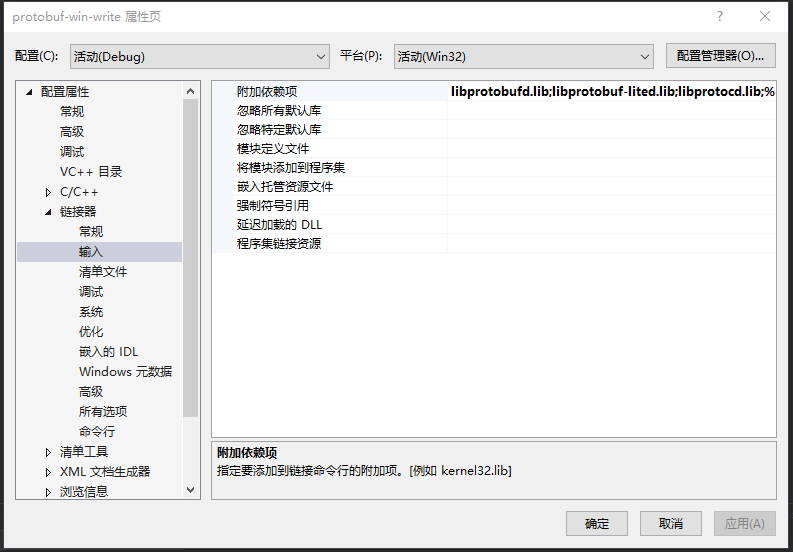 protobuf-win-write 属性页
配置(C): 活动(Debug) 平台(P): 活动(Win32) 配置管理器(O)...
配置属性
常规
高级
调试
VC++ 目录
C/C++
链接器
常规
输入
清单文件
调试
系统
优化
嵌入的 IDL
Windows 元数据
高级
所有选项
命令行
清单工具
XML 文档生成器
浏览信息
附加依赖项 libprotobufd.lib;libprotobuf-lited.lib;libprotocd.lib;%
忽略所有默认库
忽略特定默认库
模块定义文件
将模块添加到程序集
嵌入托管资源文件
强制符号引用
延迟加载的 DLL
程序集链接资源
附加依赖项
指定要添加到链接命令行的附加项。[例如 kernel32.lib]
确定 取消 应用(A)